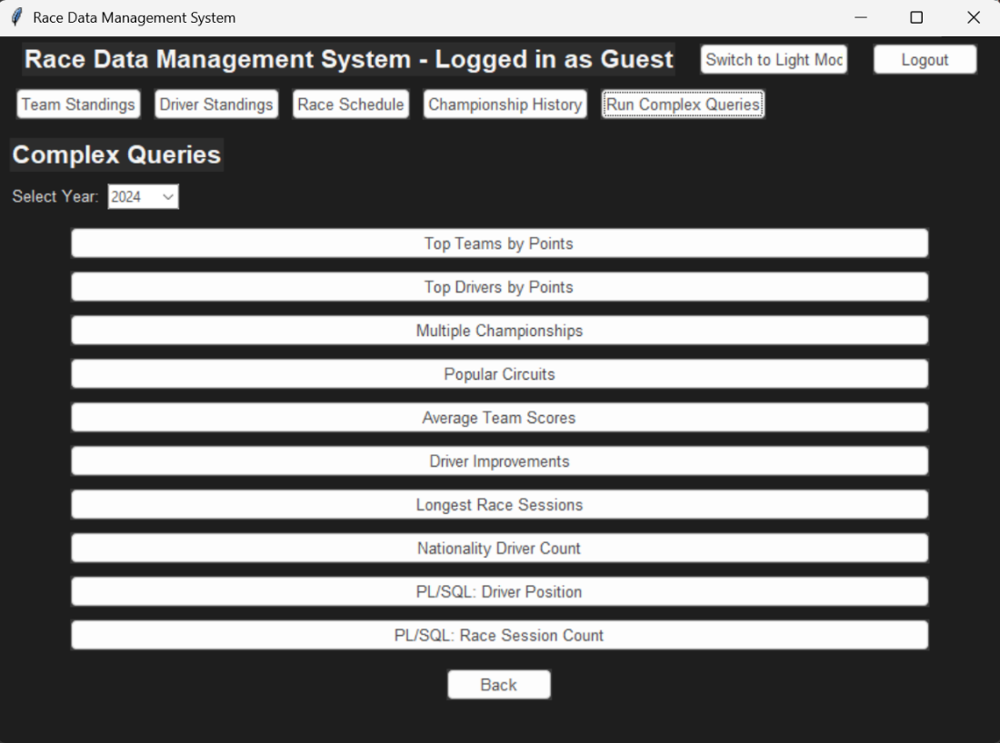 Race Data Management System
Race Data Management System - Logged in as Guest
Switch to Light Moc
Logout
Team Standings
Driver Standings
Race Schedule
Championship History
Run Complex Queries
Complex Queries
Select Year: 2024
Top Teams by Points
Top Drivers by Points
Multiple Championships
Popular Circuits
Average Team Scores
Driver Improvements
Longest Race Sessions
Nationality Driver Count
PL/SQL: Driver Position
PL/SQL: Race Session Count
Back